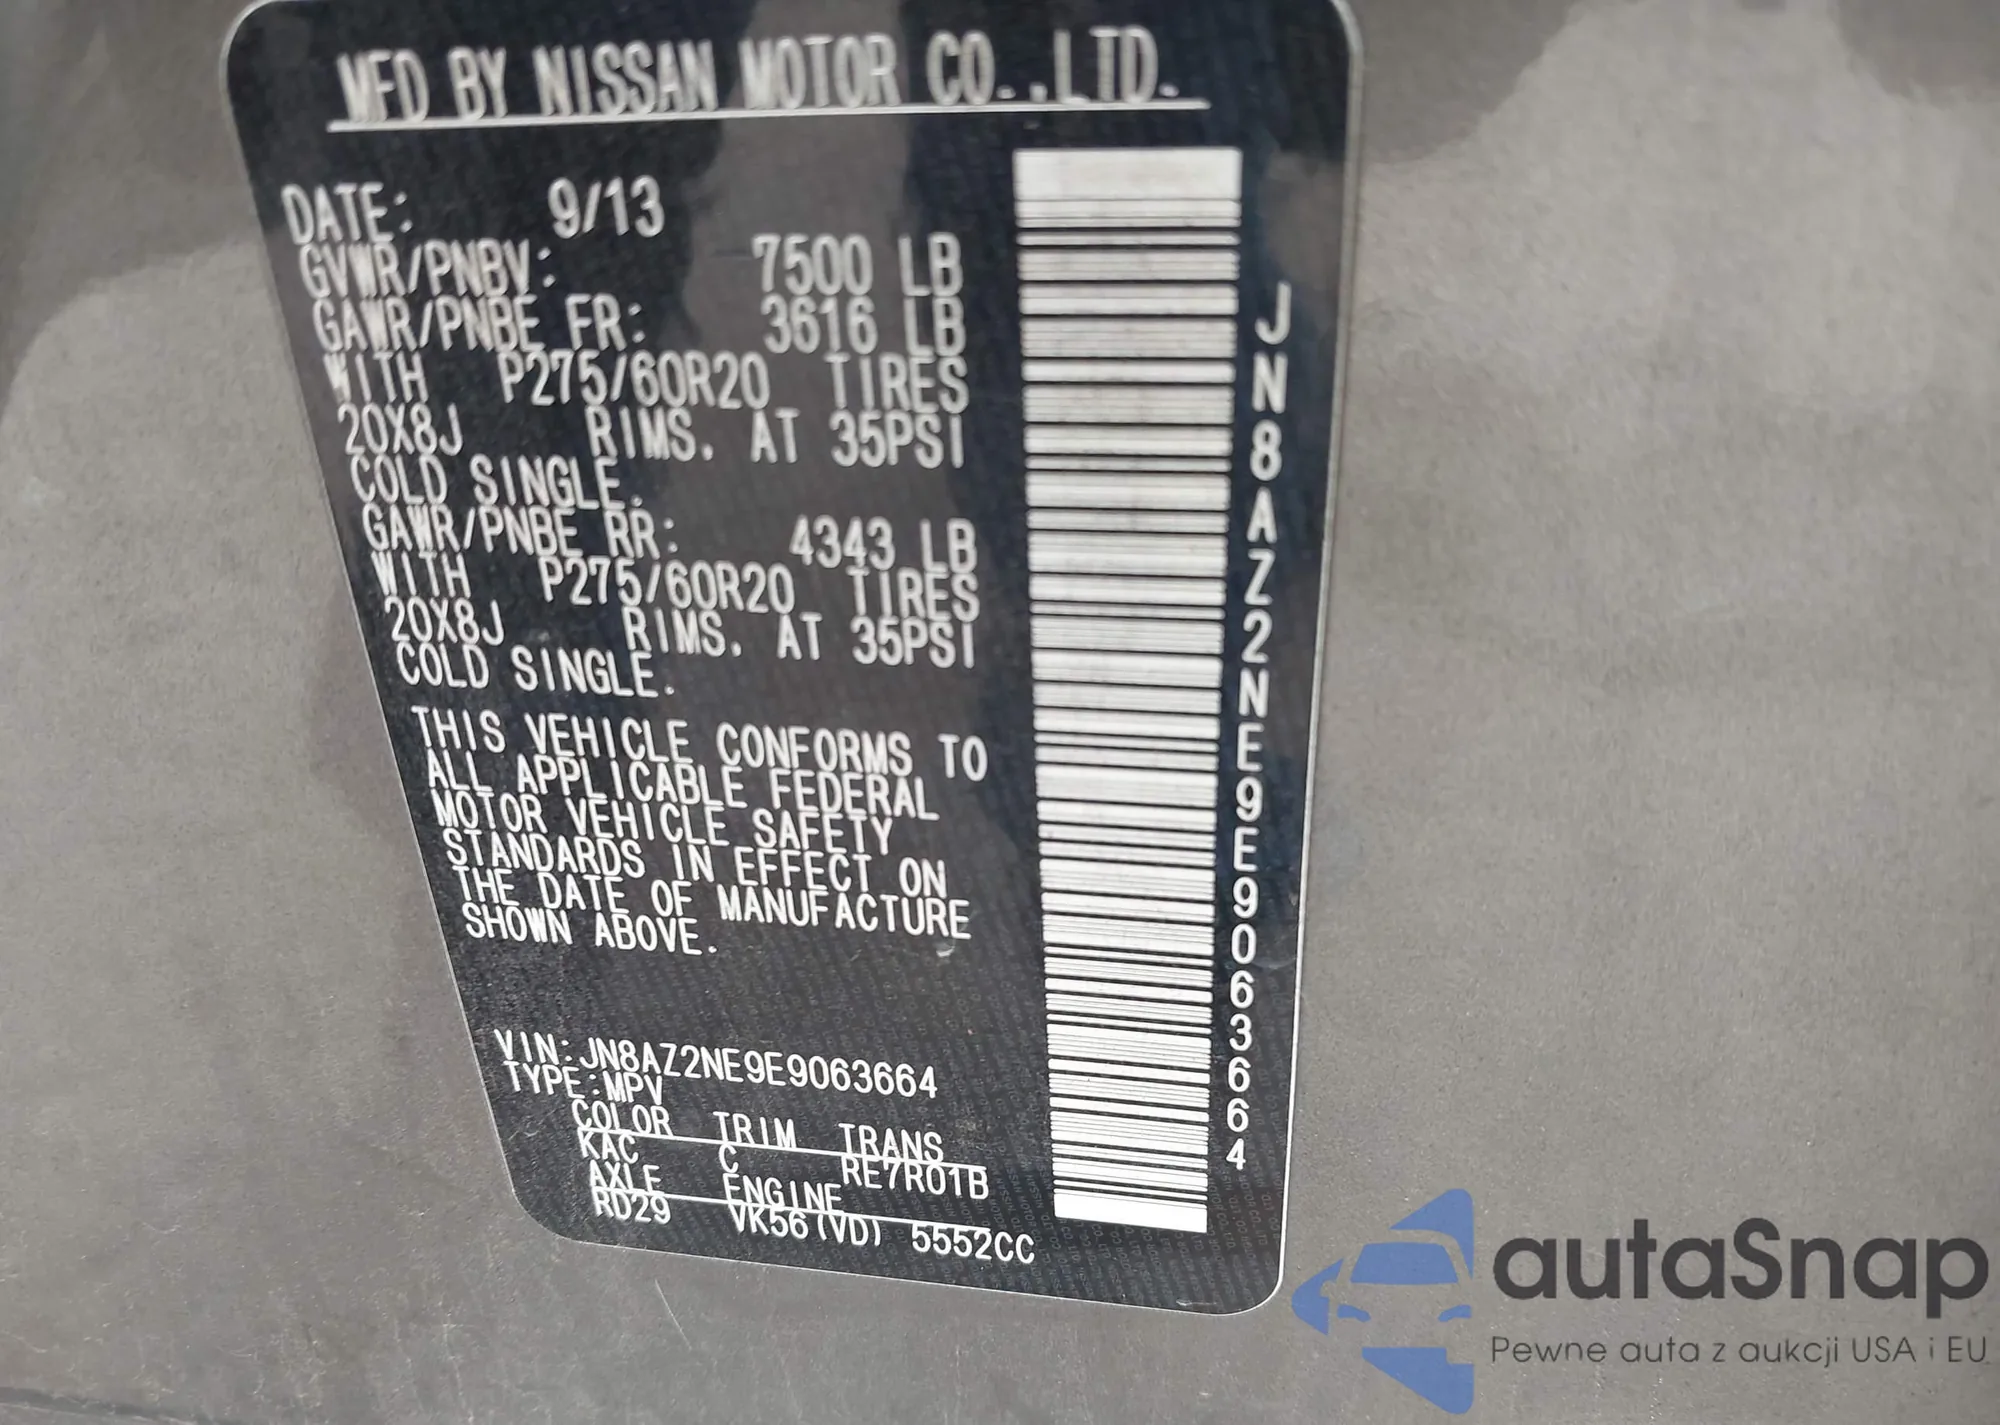 MFD BY NISSAN MOTOR CO.,LTD.
DATE: 9/13
GVWR/PNBV: 7500 LB
GAWR/PNBE FR: 3616 LB
WITH P275/60R20 TIRES
20X8J RIMS. AT 35PSI
COLD SINGLE.
GAWR/PNBE RR: 4343 LB
WITH P275/60R20 TIRES
20X8J RIMS. AT 35PSI
COLD SINGLE.
THIS VEHICLE CONFORMS TO
ALL APPLICABLE FEDERAL
MOTOR VEHICLE SAFETY
STANDARDS IN EFFECT ON
THE DATE OF MANUFACTURE
SHOWN ABOVE.
VIN:JN8AZ2NE9E9063664
TYPE:MPV
COLOR TRIM TRANS
KAC C RE7R01B
AXLE ENGINE
RD29 VK56(VD) 5552CC
JN8AZ2NE9E9063664
autaSnap
Pewne auta z aukcji USA i EU